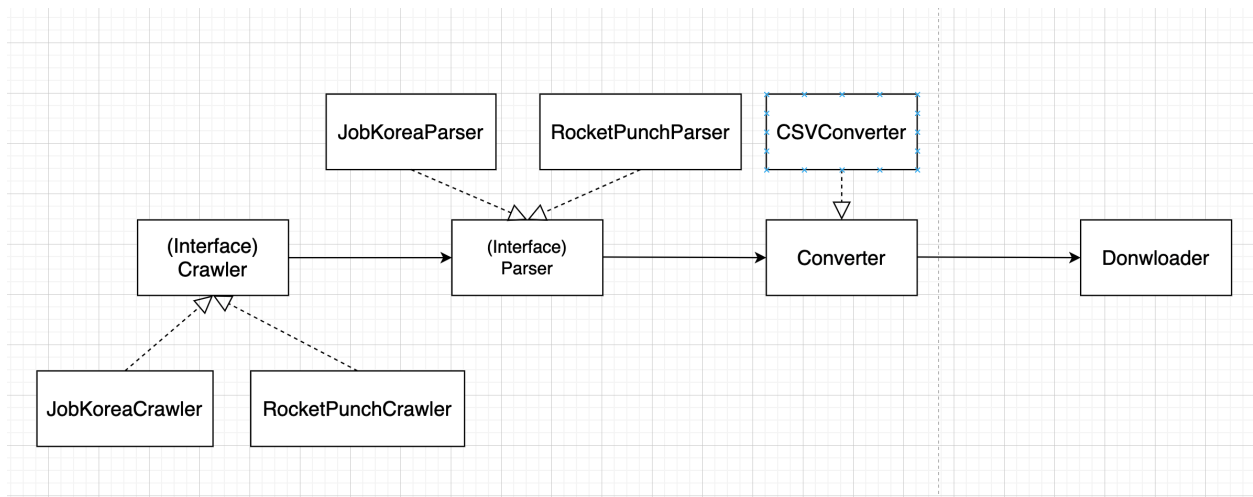 JobKoreaParser
RocketPunchParser
CSVConverter
(Interface)
Crawler
(Interface)
Parser
Converter
Donwloader
JobKoreaCrawler
RocketPunchCrawler